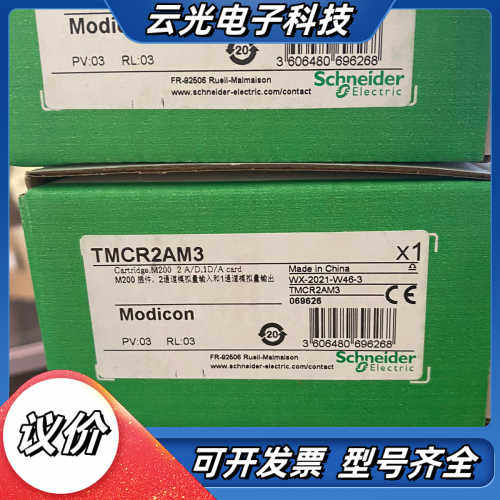 云光电子科技
Modicon
PV:03 RL:03
20
3 606480 696268
FR-92506 Rueil-Malmaison
www.schneider-electric.com/contact
Schneider
Electric
TMCR2AM3
x1
Cartridge,M200 2 A/D,1D/A card
M200 插件, 2通道模拟量输入和1通道模拟量输出
Made in China
WX-2021-W46-3
TMCR2AM3
069626
CE
Modicon
20
3 606480 696268
PV:03 RL:03
FR-92506 Rueil-Malmaison
www.schneider-electric.com/contact
Schneider
Electric
议价
可开发票 型号齐全